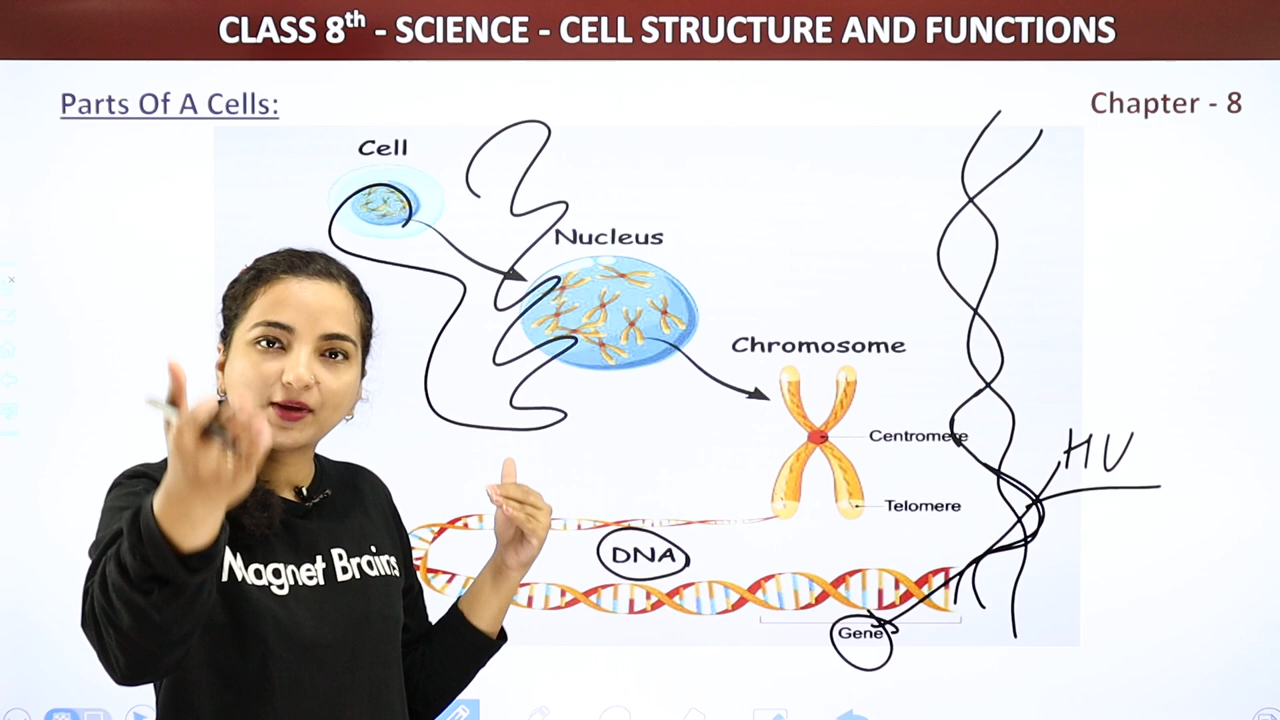 CLASS 8th - SCIENCE - CELL STRUCTURE AND FUNCTIONS
Parts Of A Cells:
Chapter - 8
Cell
Nucleus
Chromosome
Centromere
HU
Telomere
DNA
Magnet Brains
Gene